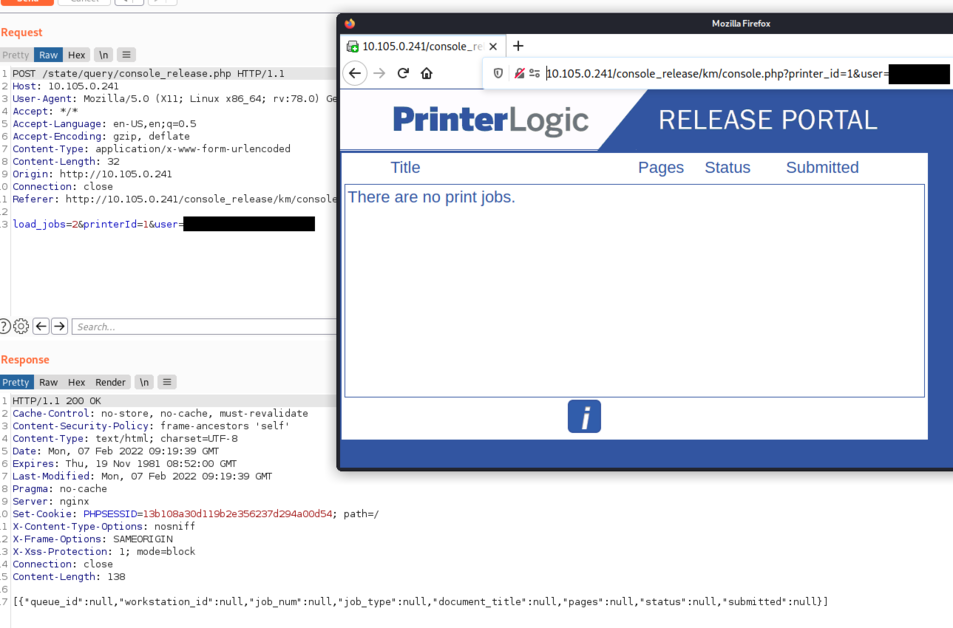 Request
Pretty Raw Hex \n
1 POST /state/query/console_release.php HTTP/1.1
2 Host: 10.105.0.241
3 User-Agent: Mozilla/5.0 (X11; Linux x86_64; rv:78.0) Ge
4 Accept: */*
5 Accept-Language: en-US,en;q=0.5
6 Accept-Encoding: gzip, deflate
7 Content-Type: application/x-www-form-urlencoded
8 Content-Length: 32
9 Origin: http://10.105.0.241
.0 Connection: close
.1 Referer: http://10.105.0.241/console_release/km/console
.2
.3 load_jobs=2&printerId=1&user=
Search...
Response
Pretty Raw Hex Render \n
1 HTTP/1.1 200 OK
2 Cache-Control: no-store, no-cache, must-revalidate
3 Content-Security-Policy: frame-ancestors 'self'
4 Content-Type: text/html; charset=UTF-8
5 Date: Mon, 07 Feb 2022 09:19:39 GMT
6 Expires: Thu, 19 Nov 1981 08:52:00 GMT
7 Last-Modified: Mon, 07 Feb 2022 09:19:39 GMT
8 Pragma: no-cache
9 Server: nginx
.0 Set-Cookie: PHPSESSID=13b108a30d119b2e356237d294a00d54; path=/
.1 X-Content-Type-Options: nosniff
.2 X-Frame-Options: SAMEORIGIN
.3 X-Xss-Protection: 1; mode=block
.4 Connection: close
.5 Content-Length: 138
.6
.7 [{"queue_id":null,"workstation_id":null,"job_num":null,"job_type":null,"document_title":null,"pages":null,"status":null,"submitted":null}]
Mozilla Firefox
10.105.0.241/console_re
10.105.0.241/console_release/km/console.php?printer_id=1&user=
PrinterLogic RELEASE PORTAL
Title Pages Status Submitted
There are no print jobs.
i